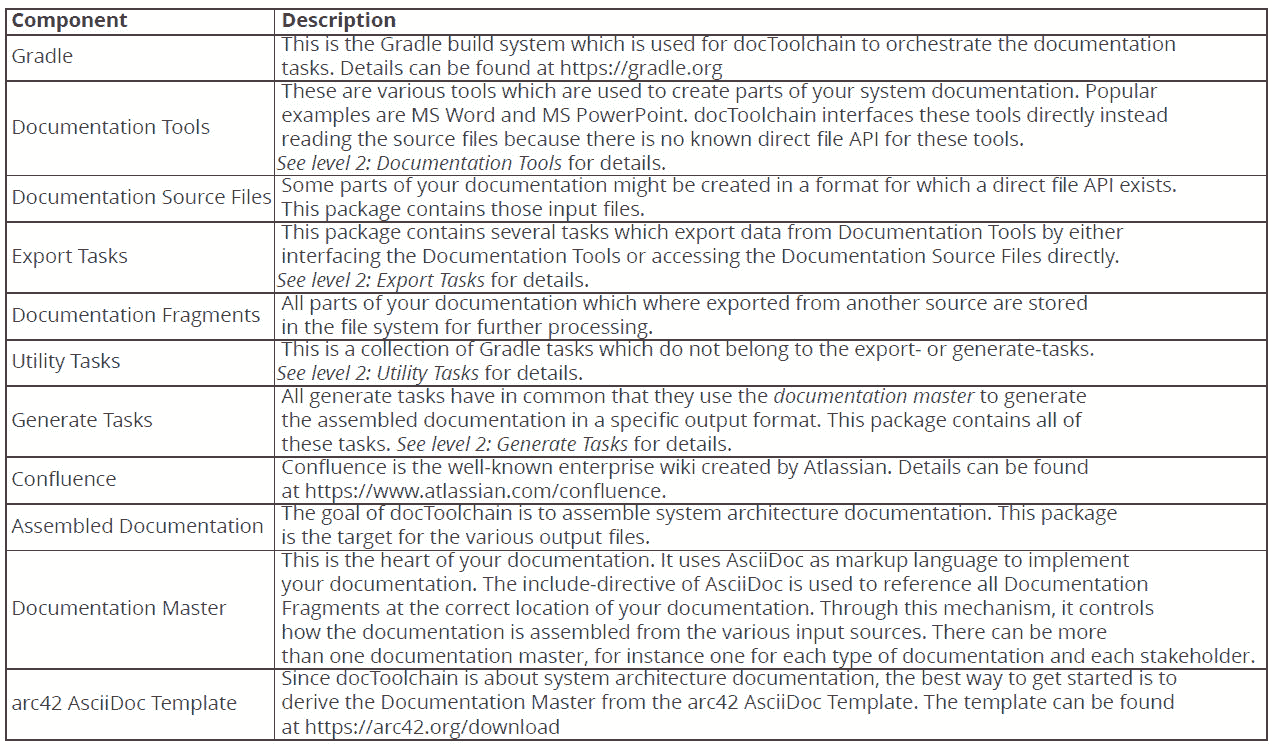 Component Description
Gradle
This is the Gradle build system which is used for docToolchain to orchestrate the documentation
tasks. Details can be found at https://gradle.org
Documentation Tools
These are various tools which are used to create parts of your system documentation. Popular
examples are MS Word and MS PowerPoint. docToolchain interfaces these tools directly instead
reading the source files because there is no known direct file API for these tools.
See level 2: Documentation Tools for details.
Documentation Source Files
Some parts of your documentation might be created in a format for which a direct file API exists.
This package contains those input files.
Export Tasks
This package contains several tasks which export data from Documentation Tools by either
interfacing the Documentation Tools or accessing the Documentation Source Files directly.
See level 2: Export Tasks for details.
Documentation Fragments
All parts of your documentation which where exported from another source are stored
in the file system for further processing.
Utility Tasks
This is a collection of Gradle tasks which do not belong to the export- or generate-tasks.
See level 2: Utility Tasks for details.
Generate Tasks
All generate tasks have in common that they use the documentation master to generate
the assembled documentation in a specific output format. This package contains all of
these tasks. See level 2: Generate Tasks for details.
Confluence
Confluence is the well-known enterprise wiki created by Atlassian. Details can be found
at https://www.atlassian.com/confluence.
Assembled Documentation
The goal of docToolchain is to assemble system architecture documentation. This package
is the target for the various output files.
Documentation Master
This is the heart of your documentation. It uses AsciiDoc as markup language to implement
your documentation. The include-directive of AsciiDoc is used to reference all Documentation
Fragments at the correct location of your documentation. Through this mechanism, it controls
how the documentation is assembled from the various input sources. There can be more
than one documentation master, for instance one for each type of documentation and each stakeholder.
arc42 AsciiDoc Template
Since docToolchain is about system architecture documentation, the best way to get started is to
derive the Documentation Master from the arc42 AsciiDoc Template. The template can be found
at https://arc42.org/download